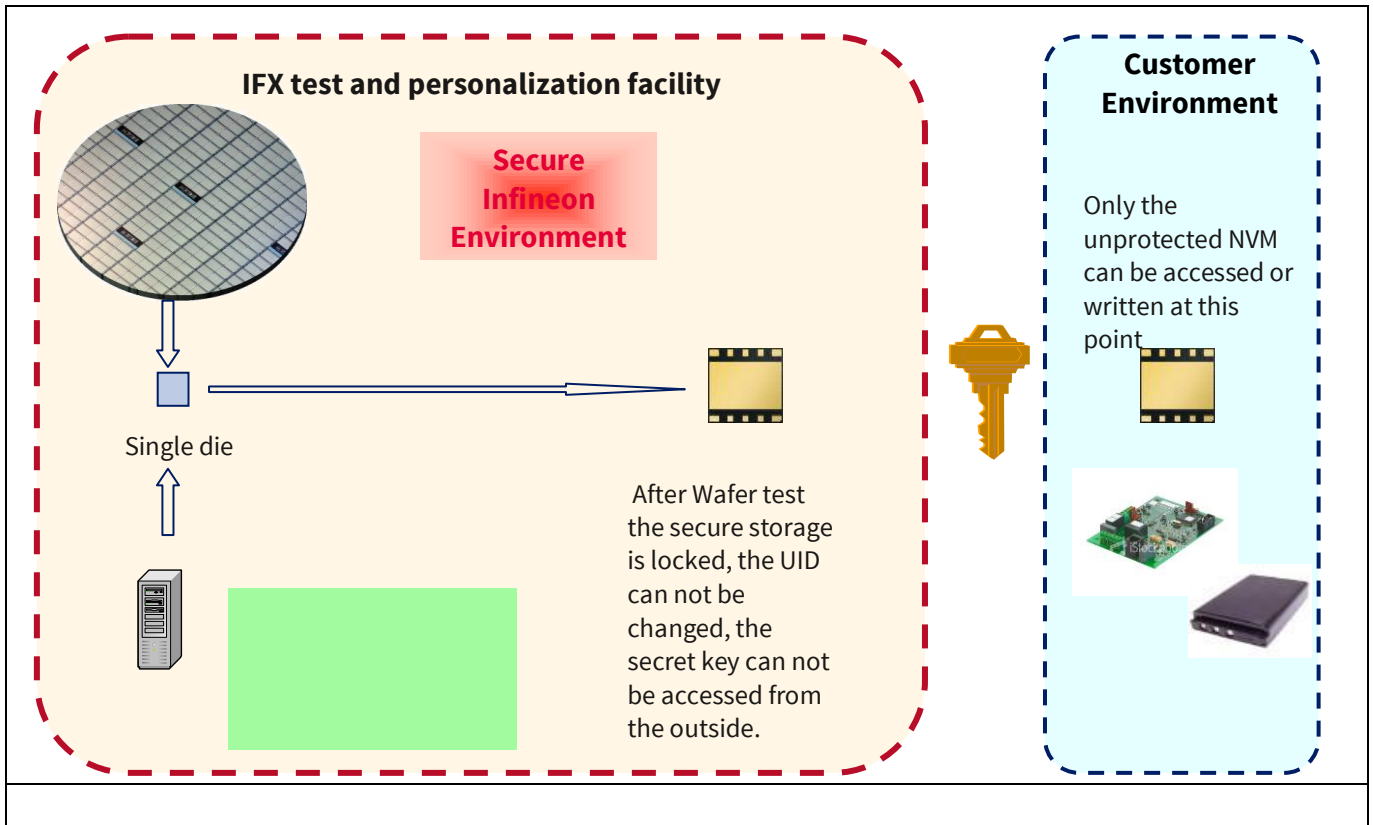 IFX test and personalization facility
Secure
Infineon
Environment
Single die
After Wafer test
the secure storage
is locked, the UID
can not be
changed, the
secret key can not
be accessed from
the outside.
Customer
Environment
Only the
unprotected NVM
can be accessed or
written at this
point